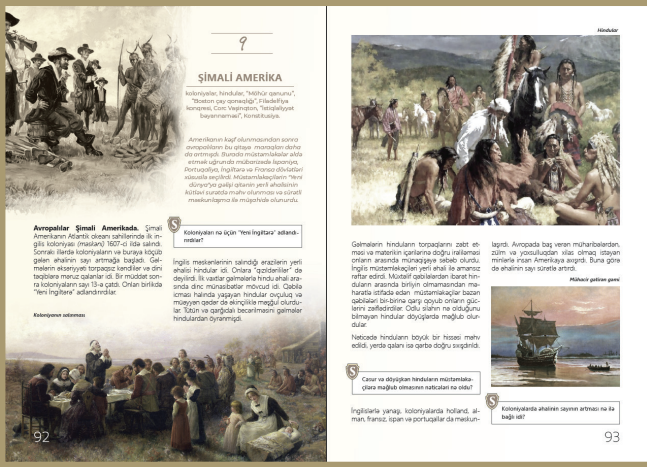 9
ŞİMALİ AMERİKA
koloniyalar, hindular, "Möhür qanunu",
"Boston çay qonaqlığı", Filadelfiya
konqresi, Corc Vaşinqton, "İstiqlaliyyət
bəyannaməsi", Konstitusiya.
Amerikanın kəşf olunmasından sonra
avropalıların bu qitəyə marağları daha
da artmışdı. Burada müstəmləkələr əldə
etmək uğrunda mübarizədə İspaniya,
Portuqaliya, İngiltərə və Fransa dövlətləri
xüsusilə seçilirdi. Müstəmləkəçilərin "Yeni
dünya"ya gəlişi qitənin yerli əhalisinin
kütləvi surətdə məhv olunması və sürətli
məskunlaşma ilə müşahidə olunurdu.
Avropalılar Şimali Amerikada. Şimali
Amerikanın Atlantik okeanı sahillərində ilk in-
gilis koloniyası (məskəni) 1607-ci ildə salındı.
Sonrakı illərdə koloniyaların və buraya köçüb
gələn əhalinin sayı artmağa başladı. Gəl-
mələrin əksəriyyəti torpaqsız kəndlilər və dini
təqiblərə məruz qalanlar idi. Bir müddət son-
ra koloniyaların sayı 13-ə çatdı. Onları birlikdə
"Yeni İngiltərə" adlandırırdılar.
Koloniyanın salınması
S
Koloniyaları nə üçün "Yeni İngiltərə" adlandı-
rırdılar?
İngilis məskənlərinin salındığı ərazilərin yerli
əhalisi hindular idi. Onlara "qızıldərililər" də
deyilirdi. İlk vaxtlar gəlmələrlə hindu əhali ara-
sında dinc münasibətlər mövcud idi. Qəbilə
icması halında yaşayan hindular ovçuluq və
müəyyən qədər də əkinçiliklə məşğul olurdu-
lar. Tütün və qarğıdalı becərilməsini gəlmələr
hindulardan öyrənmişdi.
92
Hindular
Gəlmələrin hinduların torpaqlarını zəbt et-
məsi və materikin içərilərinə doğru irəliləməsi
onların arasında münaqişəyə səbəb oldu.
İngilis müstəmləkəçiləri yerli əhali ilə amansız
rəftar edirdi. Müxtəlif qəbilələrdən ibarət hin-
duların arasında birliyin olmamasından mə-
harətlə istifadə edən müstəmləkəçilər bəzən
qəbilələri bir-birinə qarşı qoyub onların güc-
lərini zəiflədirdilər. Odlu silahın nə olduğunu
bilməyən hindular döyüşlərdə məğlub olur-
dular.
Nəticədə hinduların böyük bir hissəsi məhv
edildi, yerdə qalanı isə qərbə doğru sıxışdırıldı.
S
Cəsur və döyüşkən hinduların müstəmləkə-
çilərə məğlub olmasının nəticələri nə oldu?
İngilislərlə yanaşı, koloniyalarda holland, al-
man, fransız, ispan və portuqallar da məskun-
laşırdı. Avropada baş verən müharibələrdən,
zülm və yoxsulluqdan xilas olmaq istəyən
minlərlə insan Amerikaya axışırdı. Buna görə
də əhalinin sayı sürətlə artırdı.
Mühacir gətirən gəmi
S
Koloniyalarda əhalinin sayının artması nə ilə
bağlı idi?
93